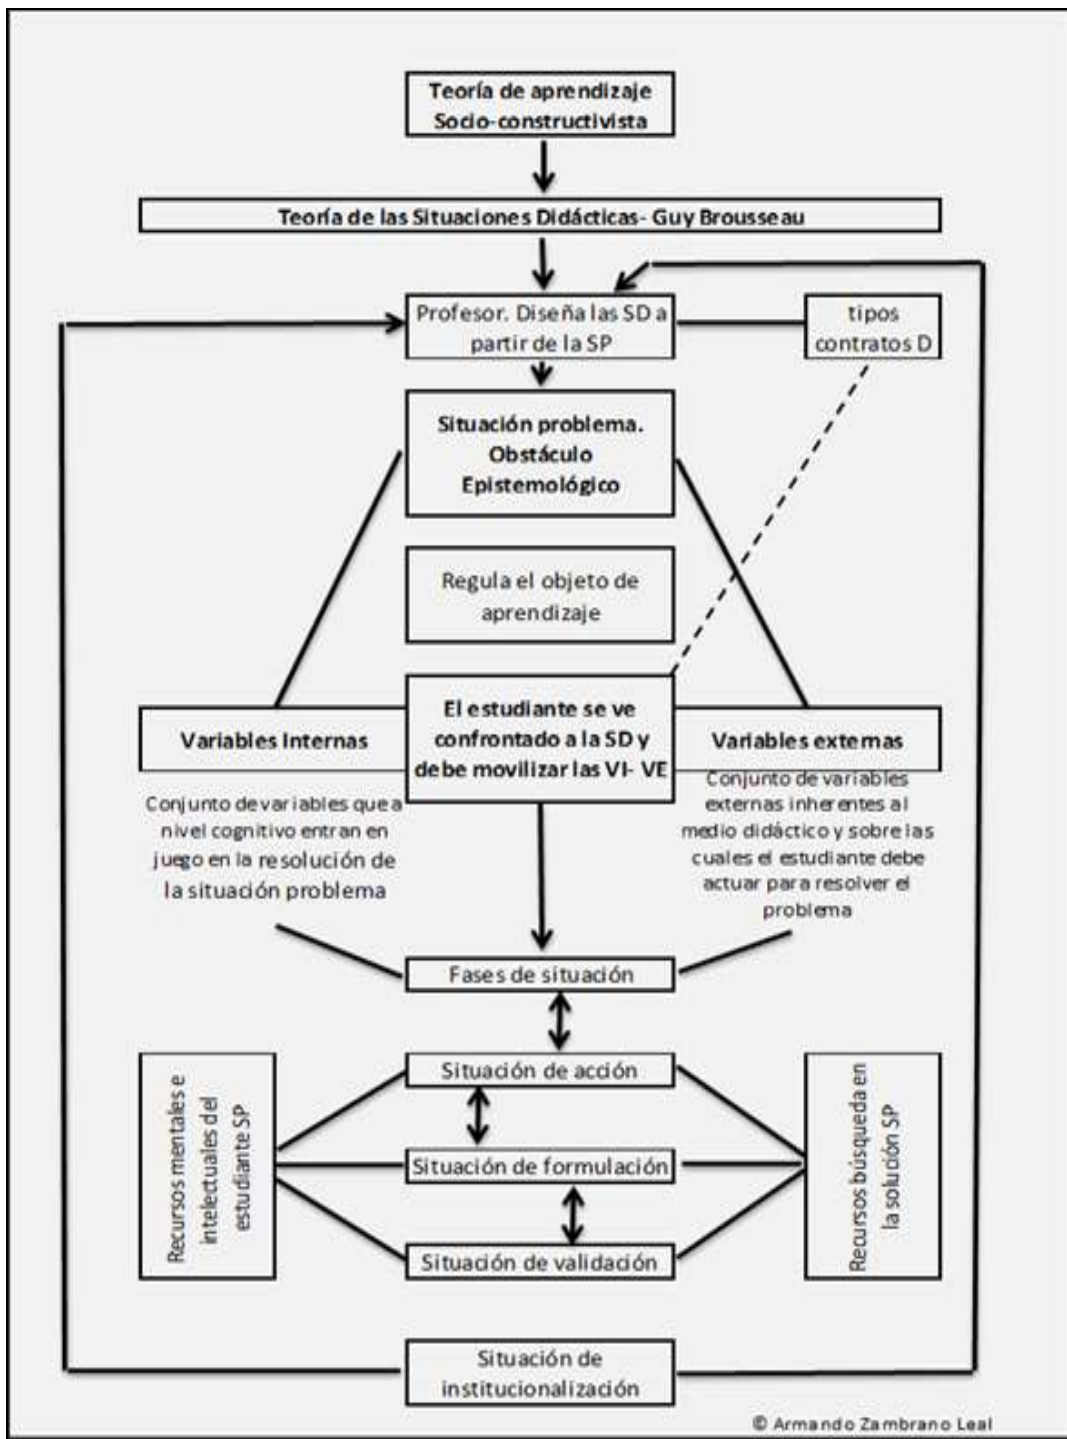 Teoría de aprendizaje
Socio-constructivista
Teoría de las Situaciones Didácticas- Guy Brousseau
Profesor. Diseña las SD a
partir de la SP
tipos
contratos D
Situación problema.
Obstáculo
Epistemológico
Regula el objeto de
aprendizaje
Variables Internas
El estudiante se ve
confrontado a la SD y
debe movilizar las VI- VE
Variables externas
Conjunto de variables que a
nivel cognitivo entran en
juego en la resolución de
la situación problema
Conjunto de variables
externas inherentes al
medio didáctico y sobre las
cuales el estudiante debe
actuar para resolver el
problema
Fases de situación
Recursos mentales e
intelectuales del
estudiante SP
Situación de acción
Situación de formulación
Situación de validación
Recursos búsqueda en
la solución SP
Situación de
institucionalización
© Armando Zambrano Leal